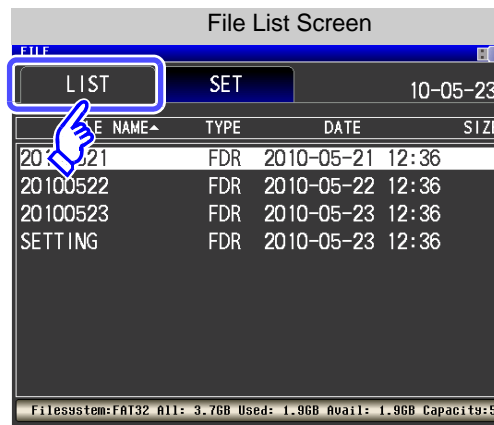 File List Screen
FILE
LIST SET 10-05-23
NAME▲ TYPE DATE
FDR 2010-05-21 12:36
20100522 FDR 2010-05-22 12:36
20100523 FDR 2010-05-23 12:36
SETTING FDR 2010-05-23 12:36
Filesystem:FAT32 All: 3.7GB Used: 1.9GB Avail: 1.9GB Capacity: